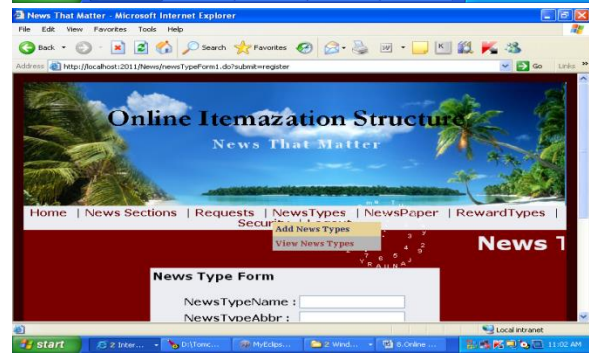 News That Matter - Microsoft Internet Explorer
File Edit View Favorites Tools Help
Back Search Favorites
Address http://localhost:2011/News/newsTypeForm1.do?submit=register Go Links »
Online Itemazation Structure
News That Matter
Home | News Sections | Requests | NewsTypes | NewsPaper | RewardTypes |
Security | Logout
Add News Types
View News Types
News T
News Type Form
NewsTypeName :
NewsTypeAbbr :
Local intranet
start 2 Inter... D:\Tomc... MyEclips... 2 Wind... 8.Online ... 11:02 AM